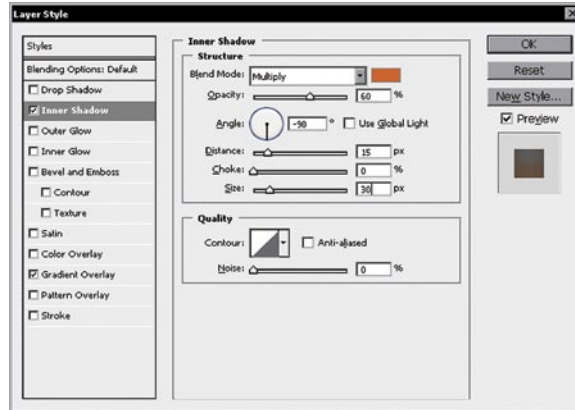 Layer Style
Styles
Blending Options: Default
Drop Shadow
Inner Shadow
Outer Glow
Inner Glow
Bevel and Emboss
Contour
Texture
Satin
Color Overlay
Gradient Overlay
Pattern Overlay
Stroke
Inner Shadow
Structure
Blend Mode: Multiply
Opacity: 60 %
Angle: -90 ° Use Global Light
Distance: 15 px
Choke: 0 %
Size: 30 px
Quality
Contour: Anti-aliased
Noise: 0 %
OK
Reset
New Style...
Preview